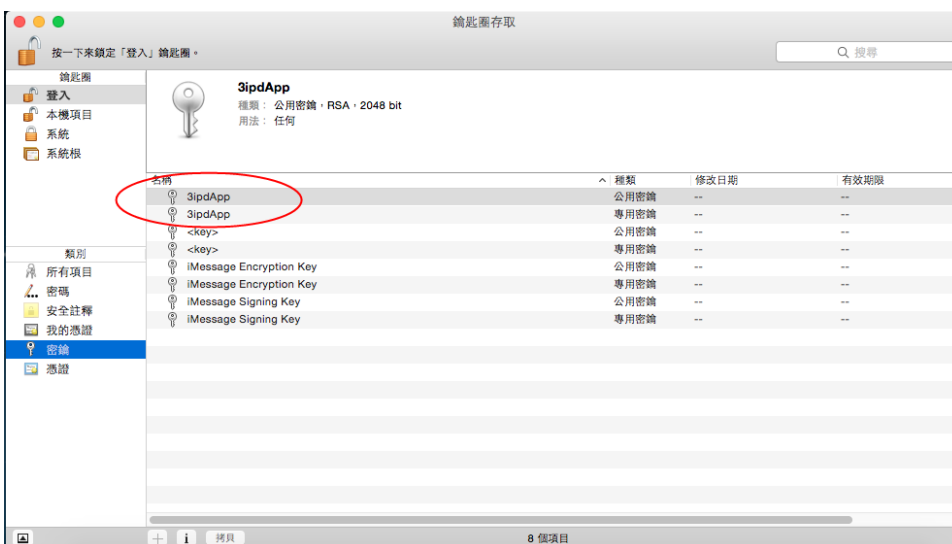 鑰匙圈存取
按一下來鎖定「登入」鑰匙圈。
搜尋
鑰匙圈
登入
本機項目
系統
系統根
3ipdApp
種類: 公用密鑰,RSA,2048 bit
用法: 任何
名稱 種類 修改日期 有效期限
3ipdApp 公用密鑰 -- --
3ipdApp 專用密鑰 -- --
<key> 公用密鑰 -- --
<key> 專用密鑰 -- --
iMessage Encryption Key 公用密鑰 -- --
iMessage Encryption Key 專用密鑰 -- --
iMessage Signing Key 公用密鑰 -- --
iMessage Signing Key 專用密鑰 -- --
類別
所有項目
密碼
安全註釋
我的憑證
密鑰
憑證
拷貝
8 個項目